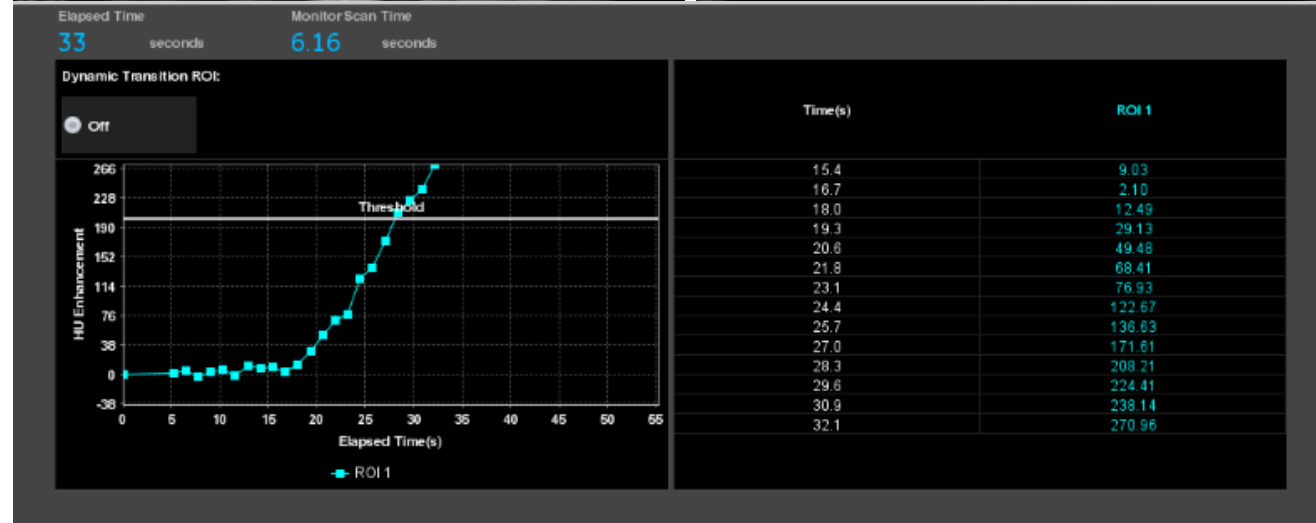 Elapsed Time Monitor Scan Time
33 seconds 6.16 seconds
Dynamic Transition ROI:
Off
266
228
190
152
114
76
38
0
-38
HU Enhancement
Threshold
0 5 10 15 20 25 30 35 40 45 50 55
Elapsed Time(s)
ROI 1
Time(s) ROI 1
15.4 9.03
16.7 2.10
18.0 12.49
19.3 29.13
20.6 49.48
21.8 68.41
23.1 76.93
24.4 122.67
25.7 136.63
27.0 171.61
28.3 208.21
29.6 224.41
30.9 238.14
32.1 270.96